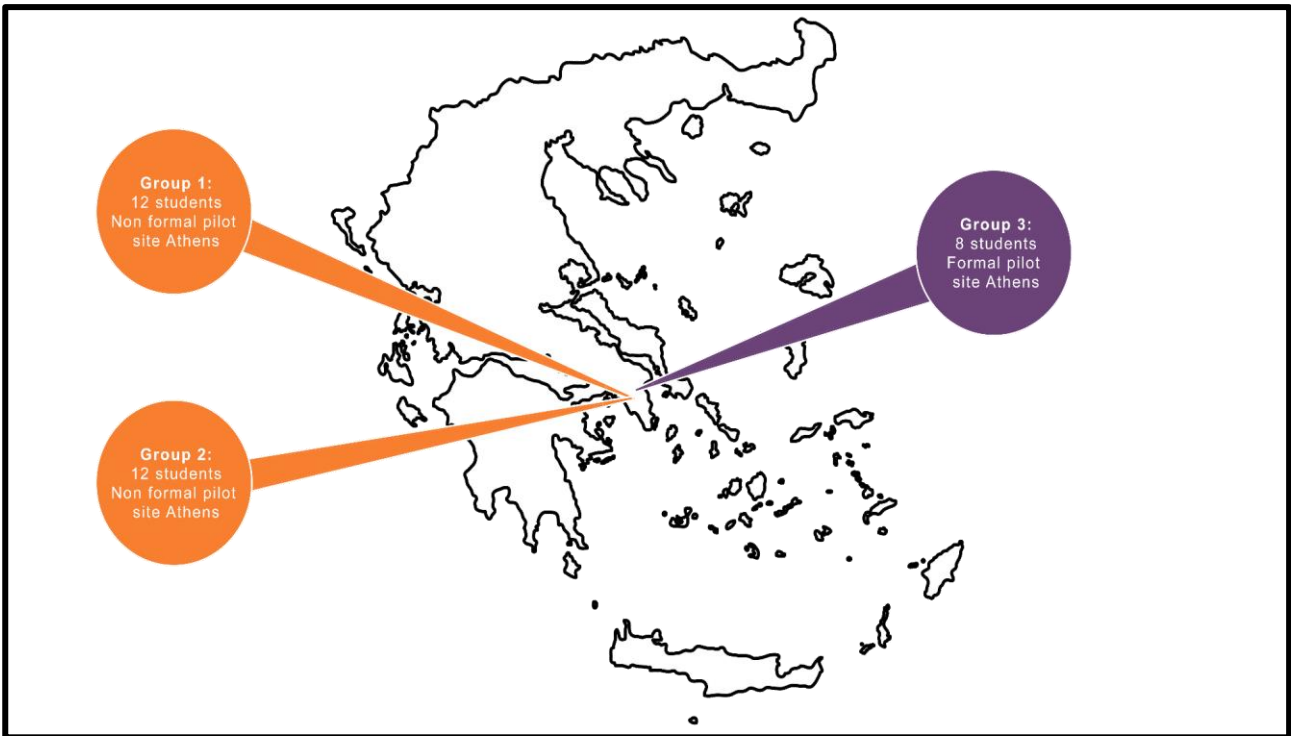 Group 1:
12 students
Non formal pilot
site Athens
Group 2:
12 students
Non formal pilot
site Athens
Group 3:
8 students
Formal pilot
site Athens